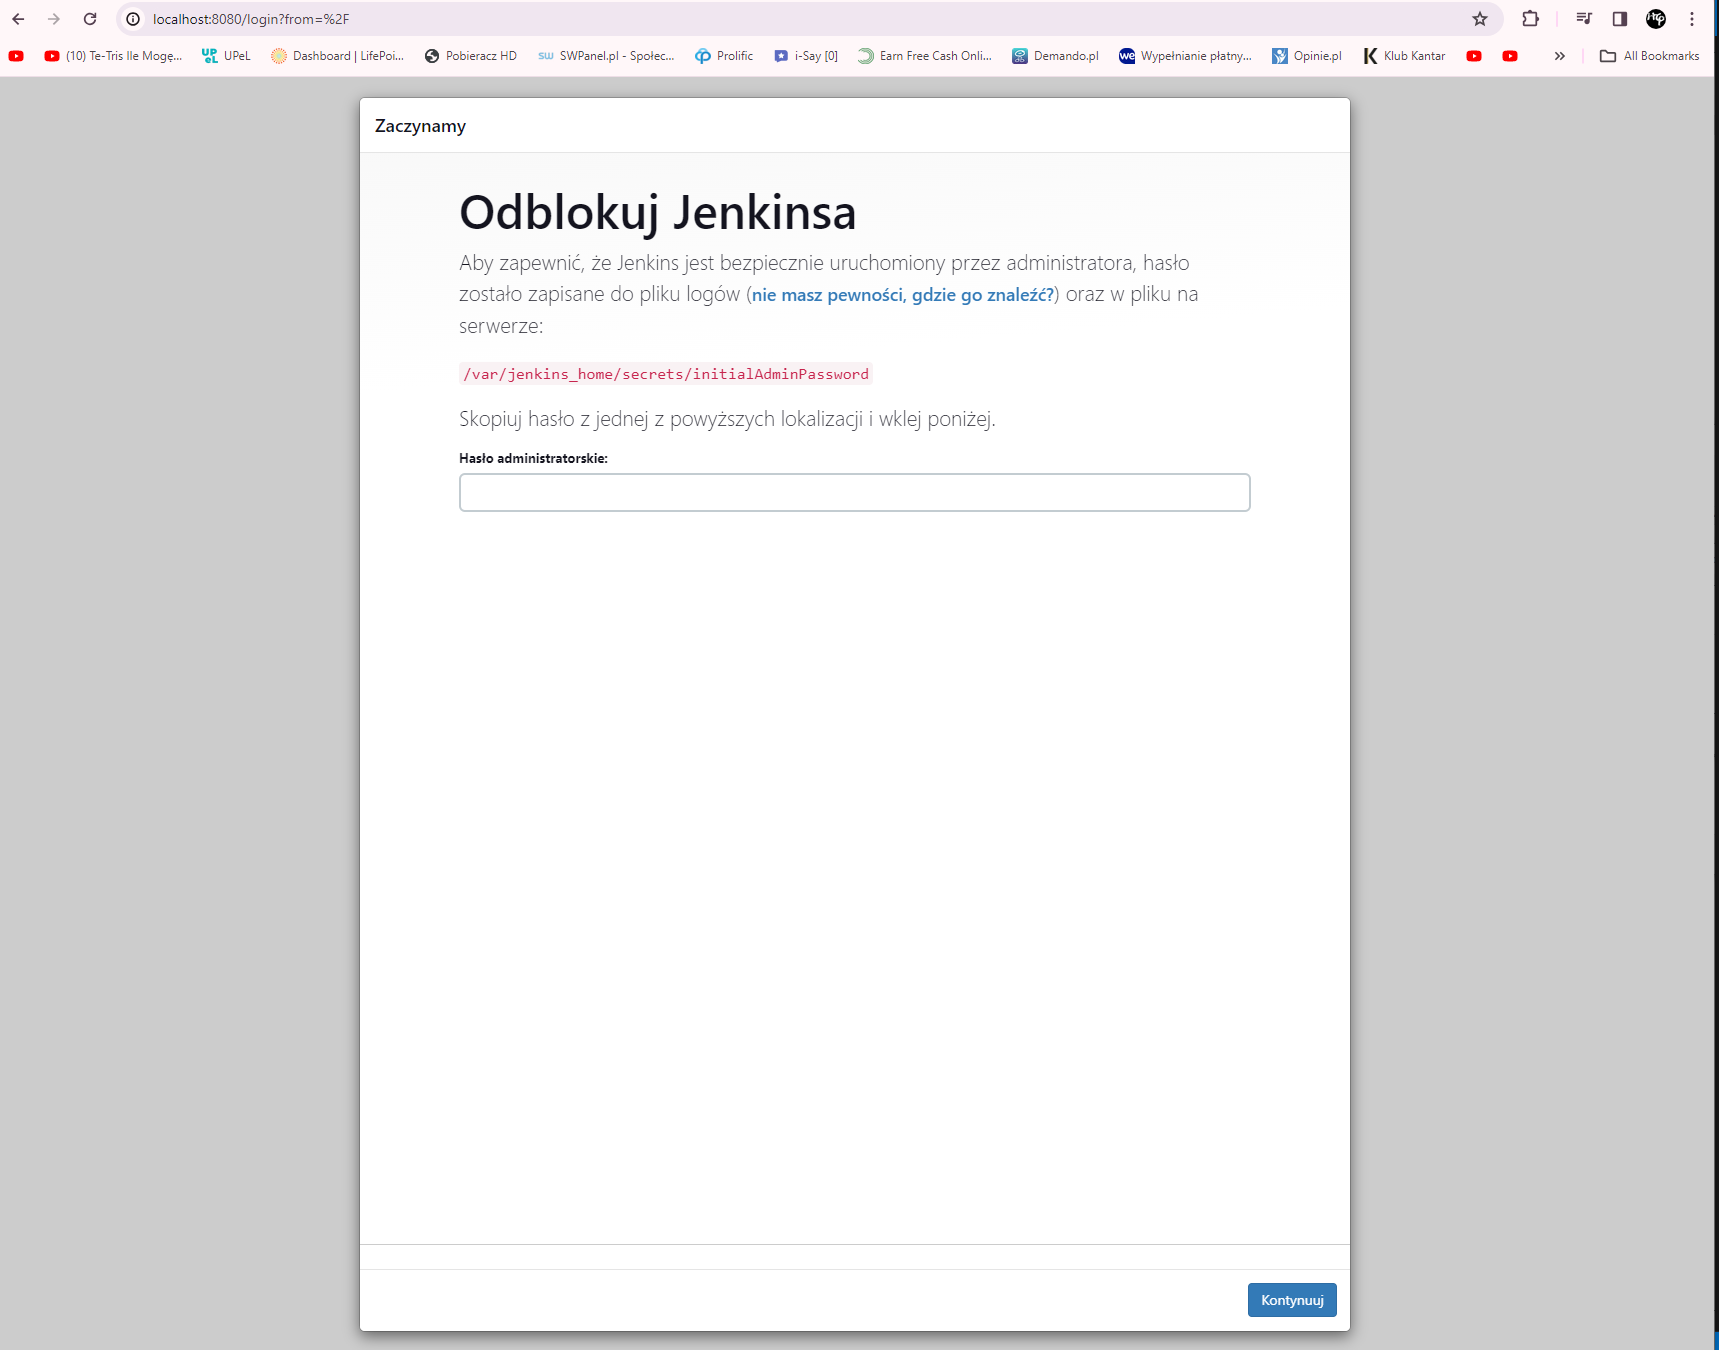 localhost:8080/login?from=%2F
(10) Te-Tris Ile Mogę...
UPeL
Dashboard | LifePoi...
Pobieracz HD
SWPanel.pl - Społec...
Prolific
i-Say [0]
Earn Free Cash Onli...
Demando.pl
Wypełnianie płatny...
Opinie.pl
Klub Kantar
All Bookmarks
Zaczynamy
Odblokuj Jenkinsa
Aby zapewnić, że Jenkins jest bezpiecznie uruchomiony przez administratora, hasło
zostało zapisane do pliku logów (nie masz pewności, gdzie go znaleźć?) oraz w pliku na
serwerze:
/var/jenkins_home/secrets/initialAdminPassword
Skopiuj hasło z jednej z powyższych lokalizacji i wklej poniżej.
Hasło administratorskie:
Kontynuuj